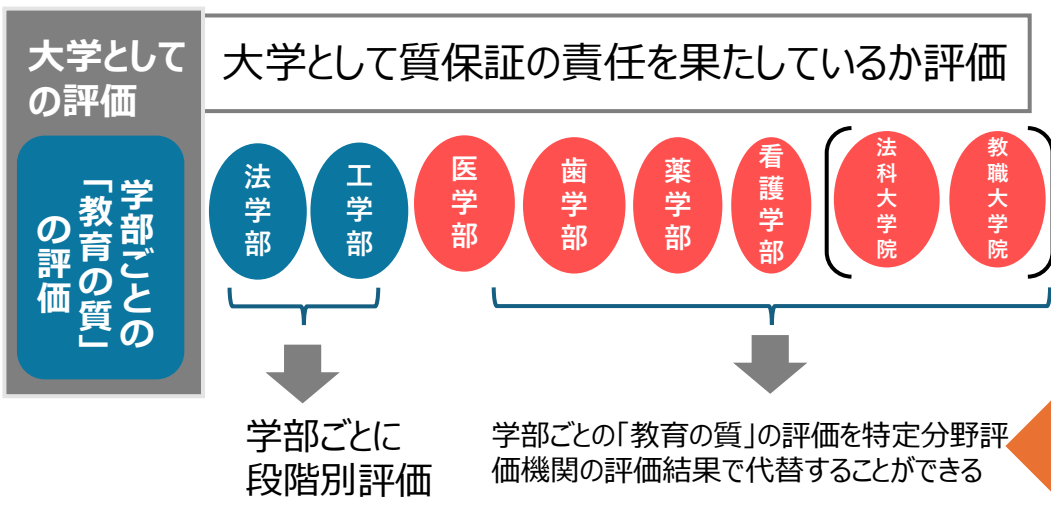 大学として
の評価
大学として質保証の責任を果たしているか評価
学部ごとの
「教育の質」
の評価
法学部
工学部
医学部
歯学部
薬学部
看護学部
法科大学院
教職大学院
学部ごとに
段階別評価
学部ごとの「教育の質」の評価を特定分野評
価機関の評価結果で代替することができる